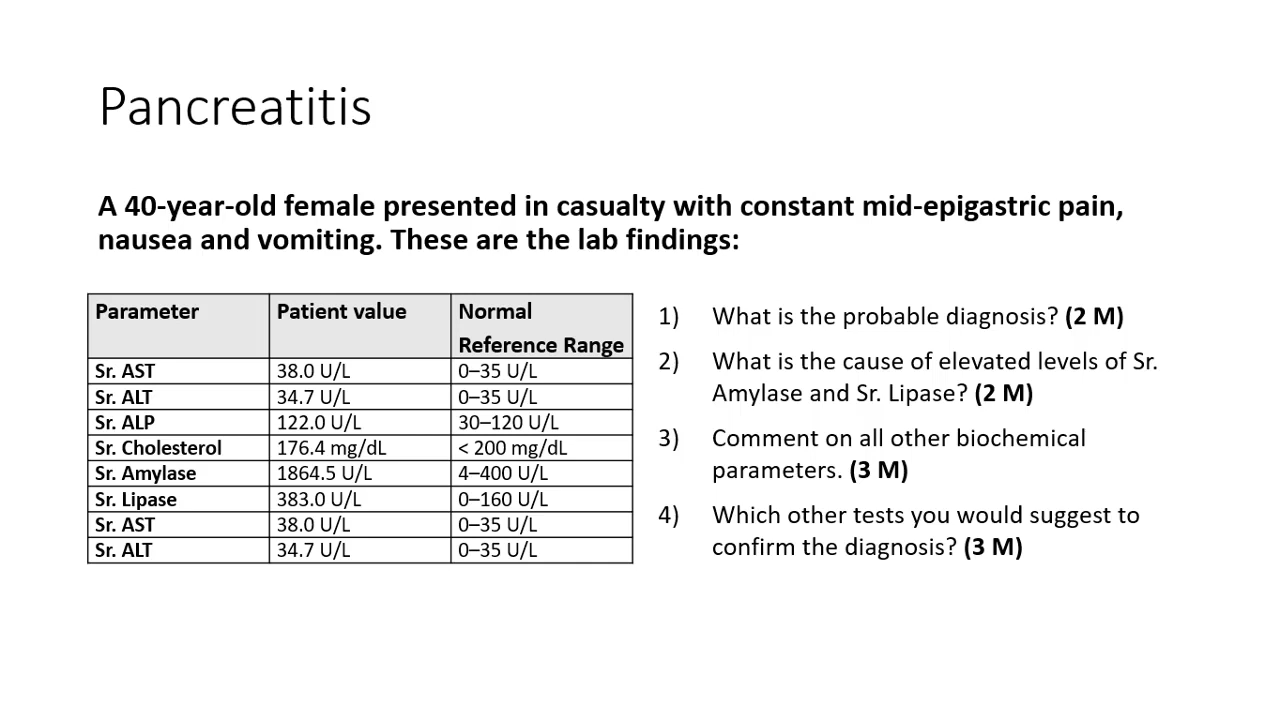 Pancreatitis
A 40-year-old female presented in casualty with constant mid-epigastric pain,
nausea and vomiting. These are the lab findings:
Parameter Patient value Normal
Reference Range
Sr. AST 38.0 U/L 0–35 U/L
Sr. ALT 34.7 U/L 0–35 U/L
Sr. ALP 122.0 U/L 30–120 U/L
Sr. Cholesterol 176.4 mg/dL < 200 mg/dL
Sr. Amylase 1864.5 U/L 4–400 U/L
Sr. Lipase 383.0 U/L 0–160 U/L
Sr. AST 38.0 U/L 0–35 U/L
Sr. ALT 34.7 U/L 0–35 U/L
1) What is the probable diagnosis? (2 M)
2) What is the cause of elevated levels of Sr.
Amylase and Sr. Lipase? (2 M)
3) Comment on all other biochemical
parameters. (3 M)
4) Which other tests you would suggest to
confirm the diagnosis? (3 M)